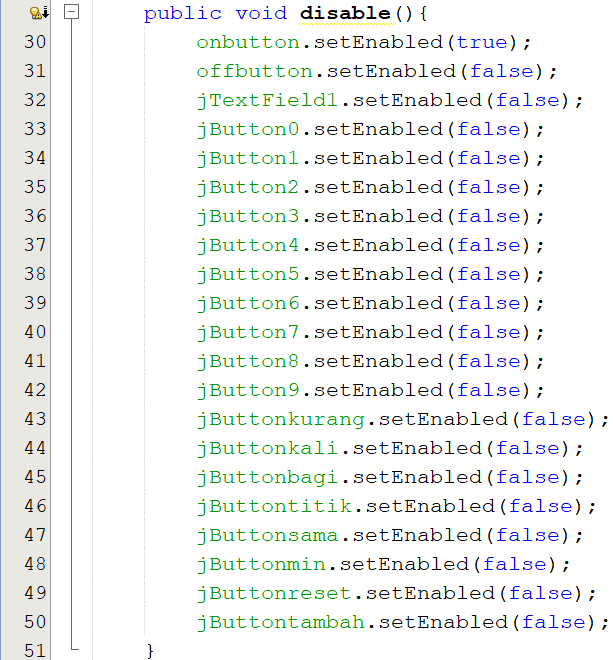 public void disable(){
30 onbutton.setEnabled(true);
31 offbutton.setEnabled(false);
32 jTextField1.setEnabled(false);
33 jButton0.setEnabled(false);
34 jButton1.setEnabled(false);
35 jButton2.setEnabled(false);
36 jButton3.setEnabled(false);
37 jButton4.setEnabled(false);
38 jButton5.setEnabled(false);
39 jButton6.setEnabled(false);
40 jButton7.setEnabled(false);
41 jButton8.setEnabled(false);
42 jButton9.setEnabled(false);
43 jButtonkurang.setEnabled(false);
44 jButtonkali.setEnabled(false);
45 jButtonbagi.setEnabled(false);
46 jButtontitik.setEnabled(false);
47 jButtonsama.setEnabled(false);
48 jButtonmin.setEnabled(false);
49 jButtonreset.setEnabled(false);
50 jButtontambah.setEnabled(false);
51 }